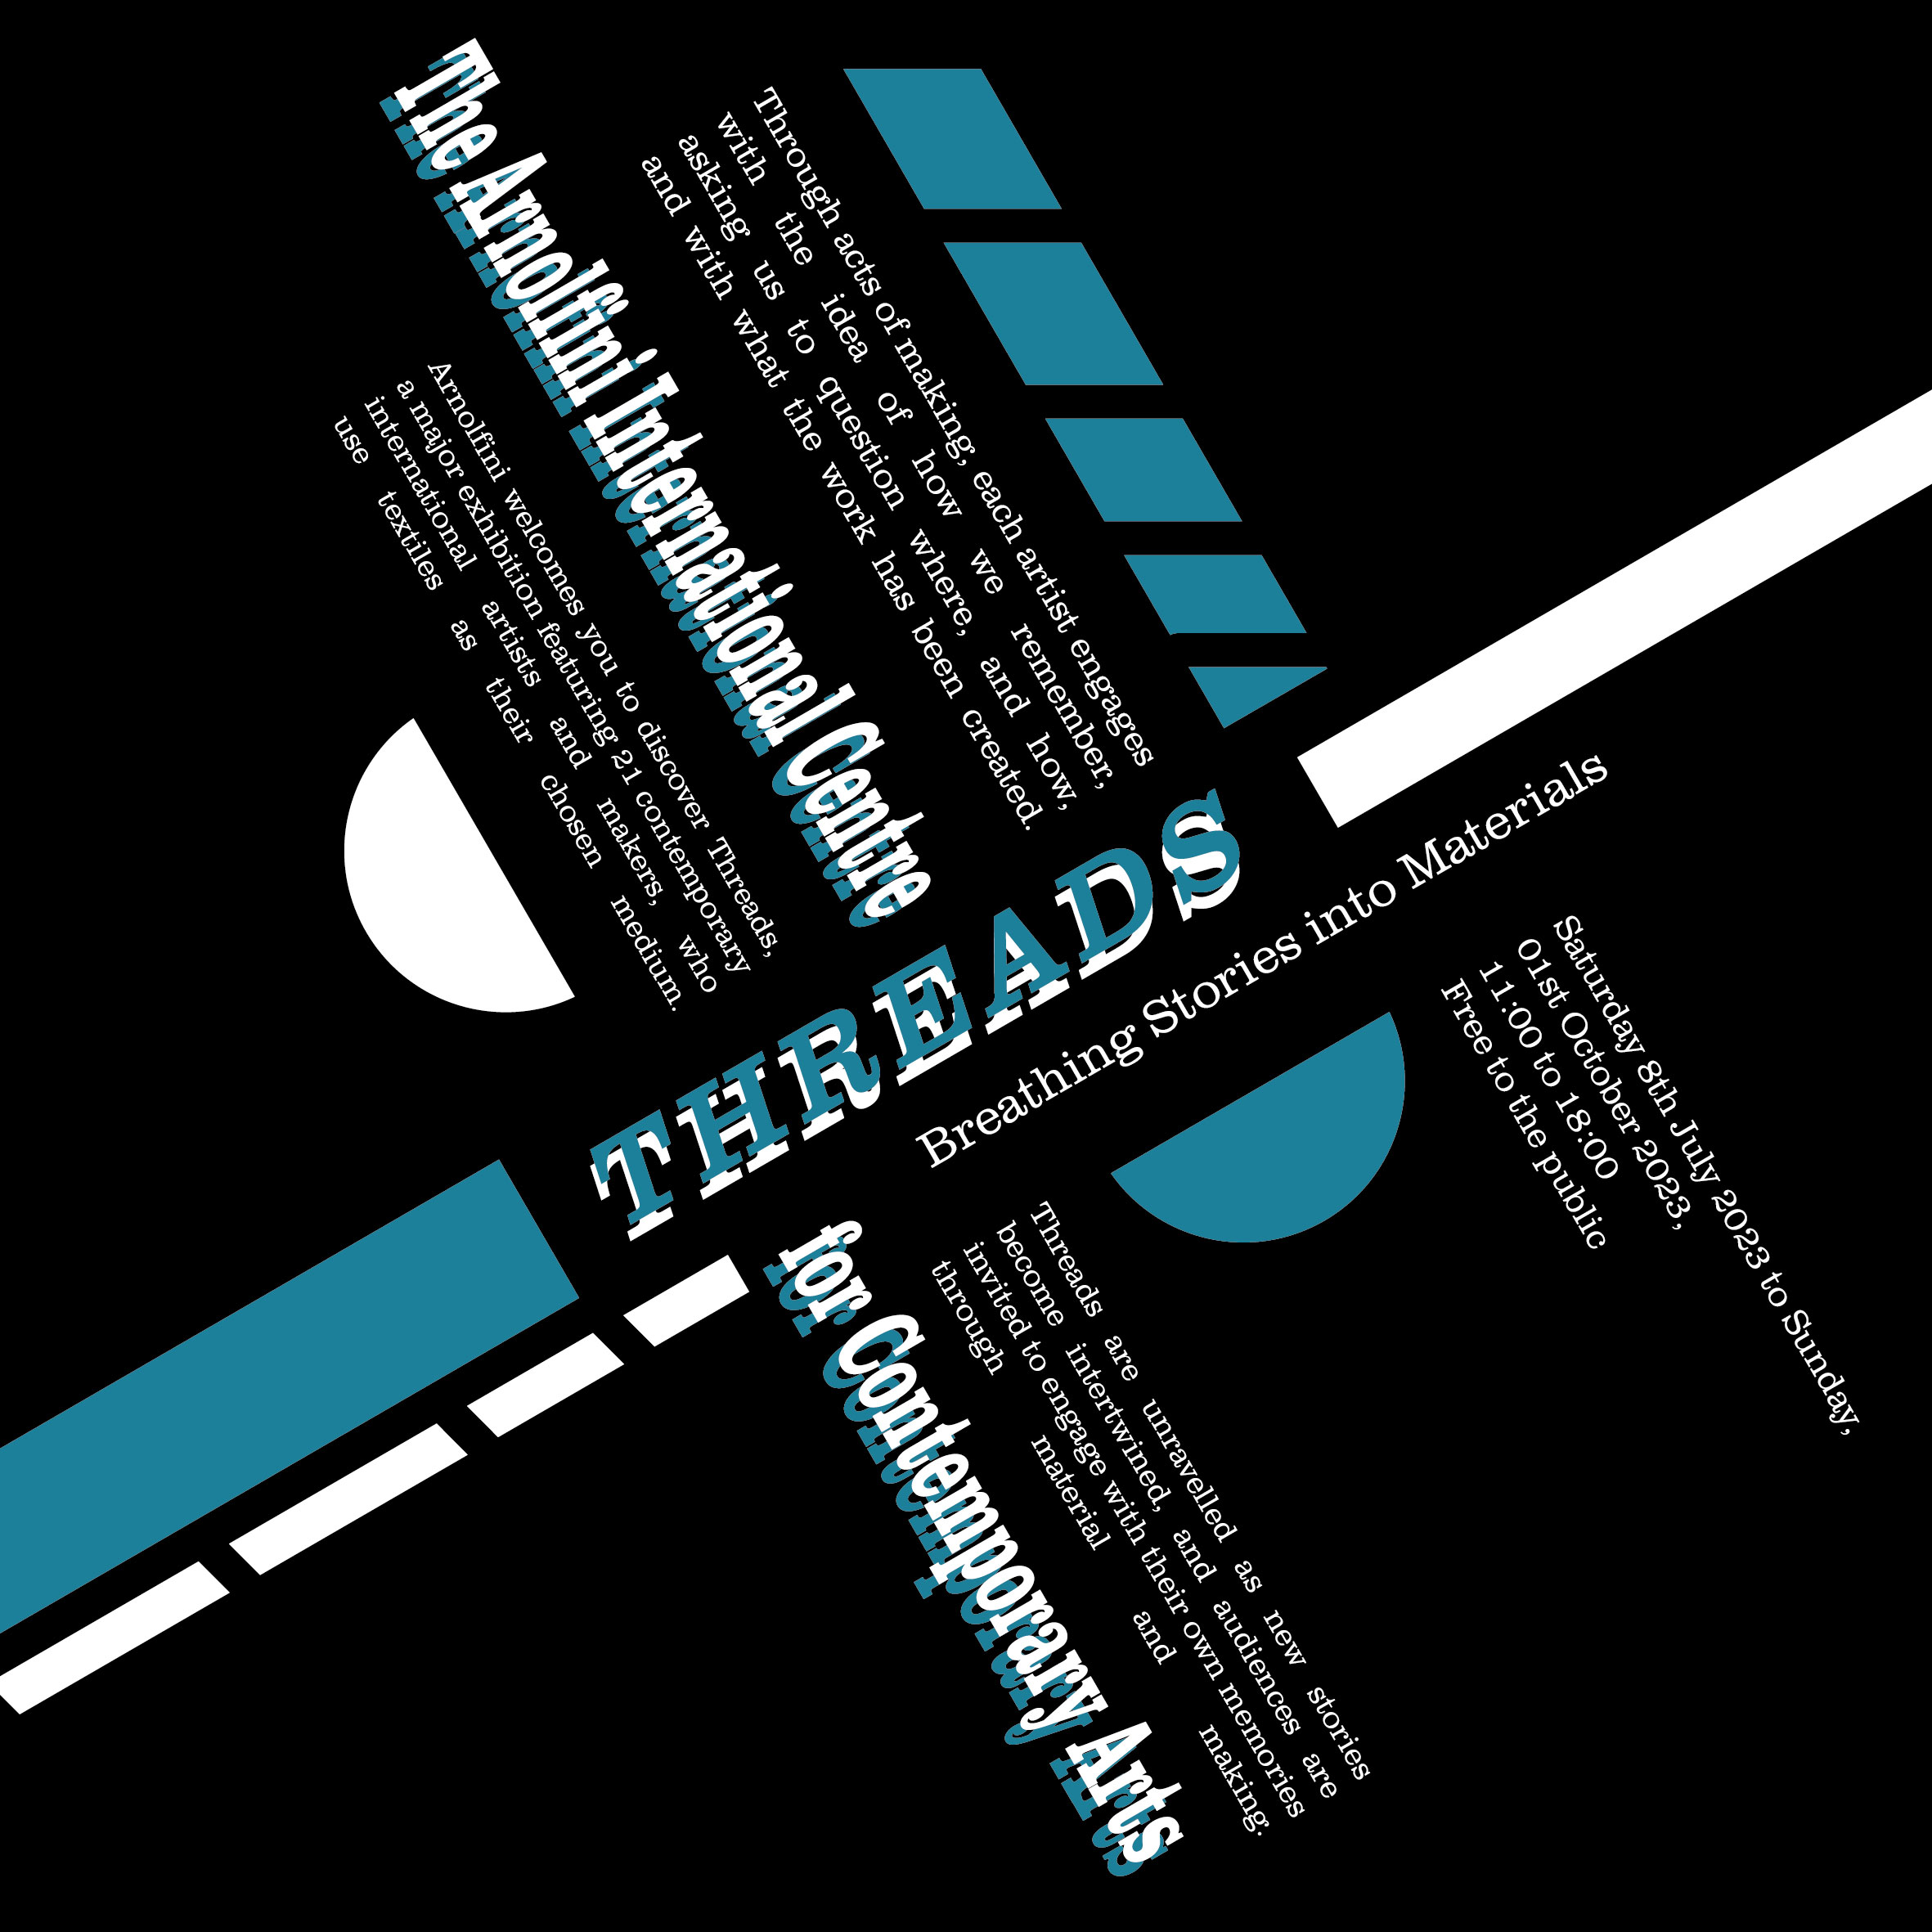 The Arnolfini International Centre
for Contemporary Arts
THREADS
Breathing Stories into Materials
Through acts of making, each artist engages
with the idea of how we remember,
asking us to question where, and how,
and with what the work has been created.
Arnolfini welcomes you to discover Threads,
a major exhibition featuring 21 contemporary
international artists and makers, who
use textiles as their chosen medium.
Saturday 8th July 2023 to Sunday,
01st October 2023,
11:00 to 18:00
Free to the public
Threads are unravelled as new stories
become intertwined, and audiences are
invited to engage with their own memories
through material and making.